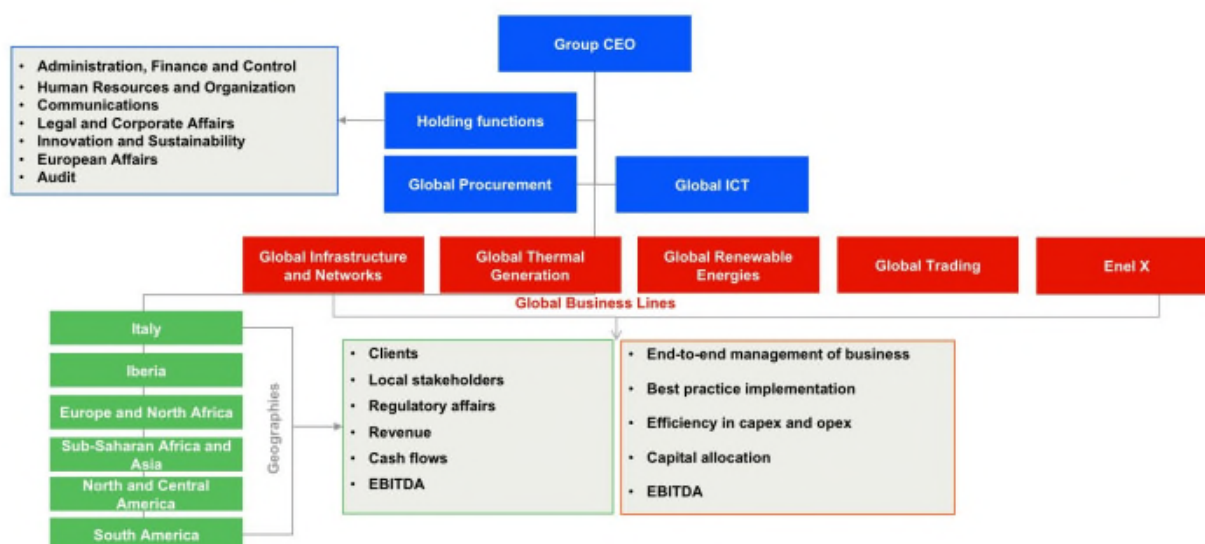 Group CEO
• Administration, Finance and Control
• Human Resources and Organization
• Communications
• Legal and Corporate Affairs
• Innovation and Sustainability
• European Affairs
• Audit
Holding functions
Global Procurement
Global ICT
Global Infrastructure
and Networks
Global Thermal
Generation
Global Renewable
Energies
Global Trading
Enel X
Global Business Lines
Italy
Iberia
Europe and North Africa
Sub-Saharan Africa and
Asia
North and Central
America
South America
Geographies
• Clients
• Local stakeholders
• Regulatory affairs
• Revenue
• Cash flows
• EBITDA
• End-to-end management of business
• Best practice implementation
• Efficiency in capex and opex
• Capital allocation
• EBITDA